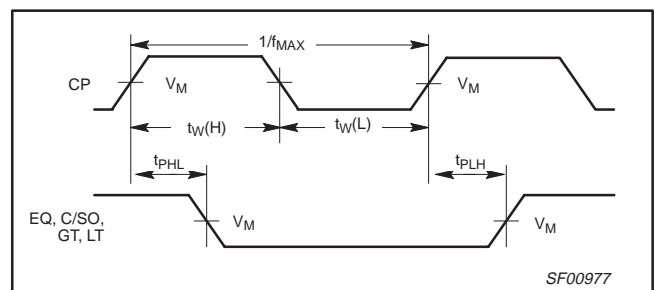 1/fMAX
CP
VM
VM
tW(H)
tW(L)
tPHL
tPLH
EQ, C/SO,
GT, LT
VM
VM
SF00977